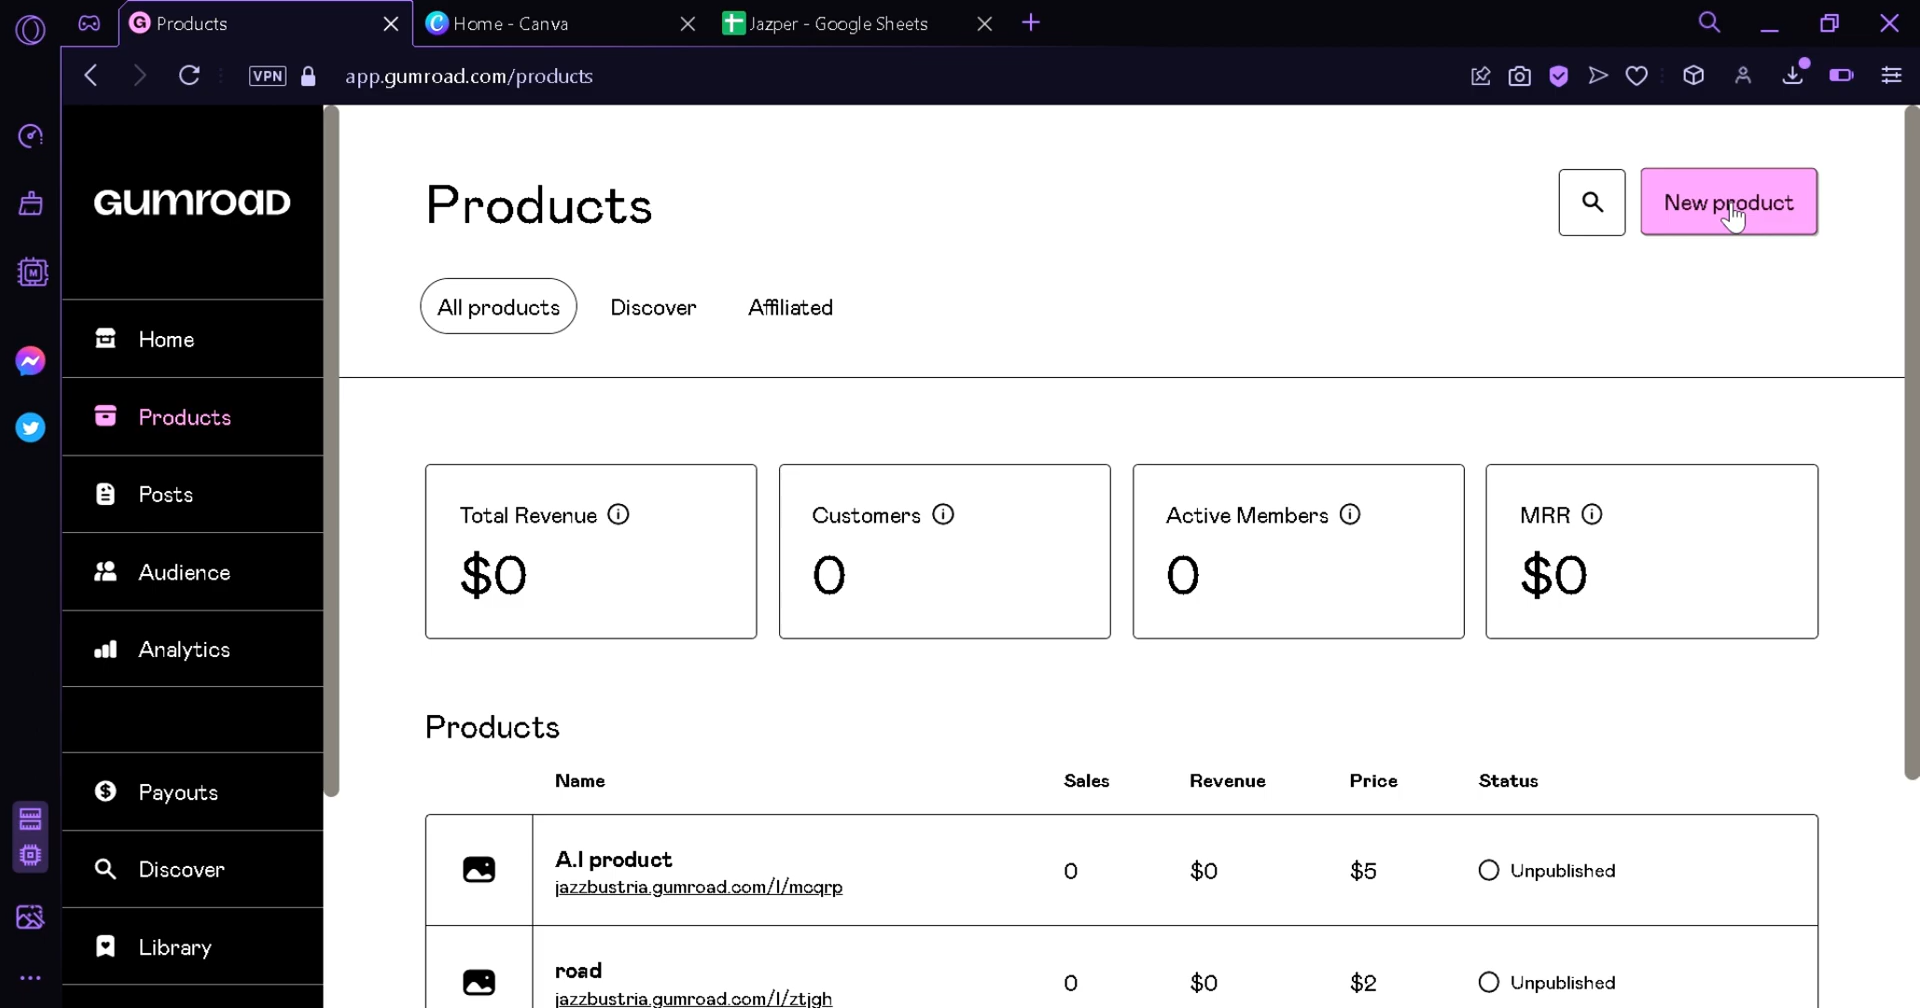 Products
Home - Canva
Jazper - Google Sheets
VPN
app.gumroad.com/products
GUMROAD
Products
New product
All products
Discover
Affiliated
Home
Products
Posts
Audience
Analytics
Payouts
Discover
Library
Total Revenue
$0
Customers
0
Active Members
0
MRR
$0
Products
Name Sales Revenue Price Status
A.I product
jazzbustria.gumroad.com/l/mcqrp
0 $0 $5 Unpublished
road
jazzbustria.gumroad.com/l/ztjgh
0 $0 $2 Unpublished